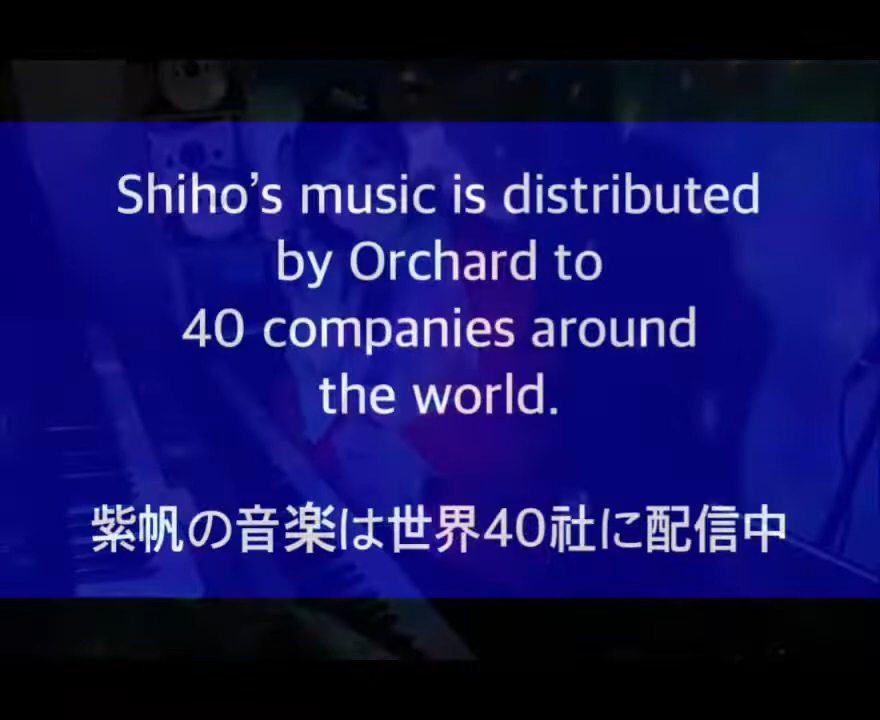 Shiho’s music is distributed
by Orchard to
40 companies around
the world.
紫帆の音楽は世界40社に配信中